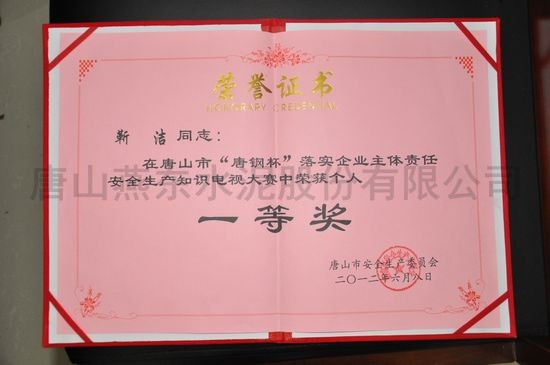 荣誉证书
HONORARY CREDENTIAL
靳 洁 同志：
在唐山市“唐钢杯”落实企业主体责任
安全生产知识电视大赛中荣获个人
一等奖
唐山市安全生产委员会
二〇一二年六月八日
唐山燕东水泥股份有限公司